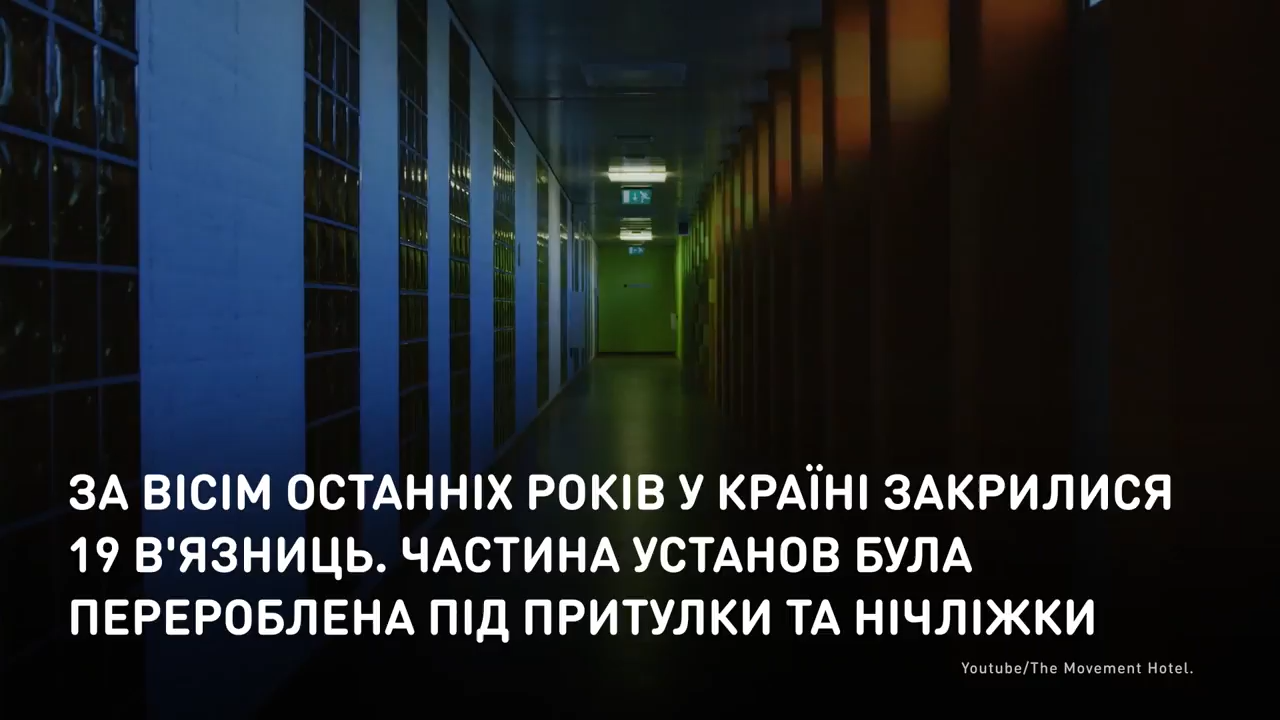 ЗА ВІСІМ ОСТАННІХ РОКІВ У КРАЇНІ ЗАКРИЛИСЯ
19 В'ЯЗНИЦЬ. ЧАСТИНА УСТАНОВ БУЛА
ПЕРЕРОБЛЕНА ПІД ПРИТУЛКИ ТА НІЧЛІЖКИ
Youtube/The Movement Hotel.